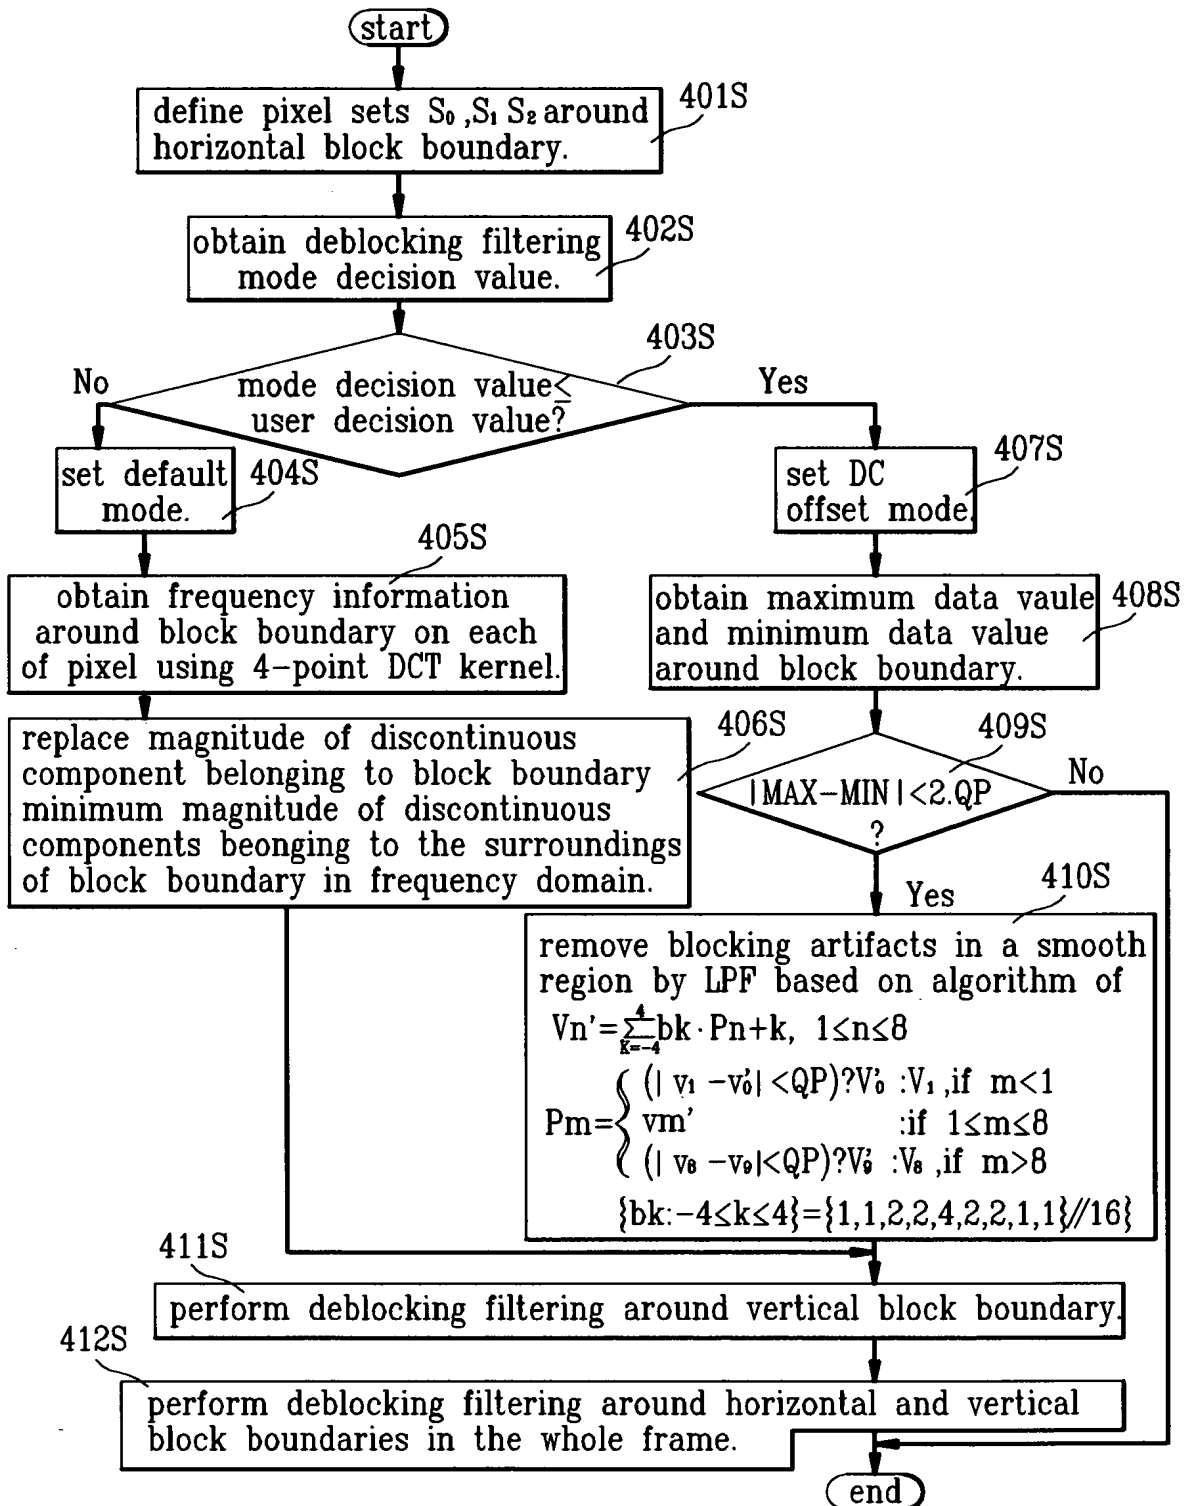 start
define pixel sets S₀ ,S₁ S₂ around
horizontal block boundary.
401S
obtain deblocking filtering
mode decision value.
402S
mode decision value≤
user decision value?
403S
No
Yes
set default
mode.
404S
set DC
offset mode.
407S
405S
obtain frequency information
around block boundary on each
of pixel using 4-point DCT kernel.
obtain maximum data vaule
and minimum data value
around block boundary.
408S
replace magnitude of discontinuous
component belonging to block boundary
minimum magnitude of discontinuous
components beonging to the surroundings
of block boundary in frequency domain.
406S
409S
|MAX-MIN|<2.QP
?
No
Yes
410S
remove blocking artifacts in a smooth
region by LPF based on algorithm of
Vn'=∑bk·Pn+k, 1≤n≤8
4
K=-4
Pm={
(| v₁ -v₀'| <QP)?V₀' :V₁ ,if m<1
vm' :if 1≤m≤8
(| v₈ -v₉|<QP)?V₉' :V₈ ,if m>8
{bk:-4≤k≤4}={1,1,2,2,4,2,2,1,1}//16}
411S
perform deblocking filtering around vertical block boundary.
412S
perform deblocking filtering around horizontal and vertical
block boundaries in the whole frame.
end